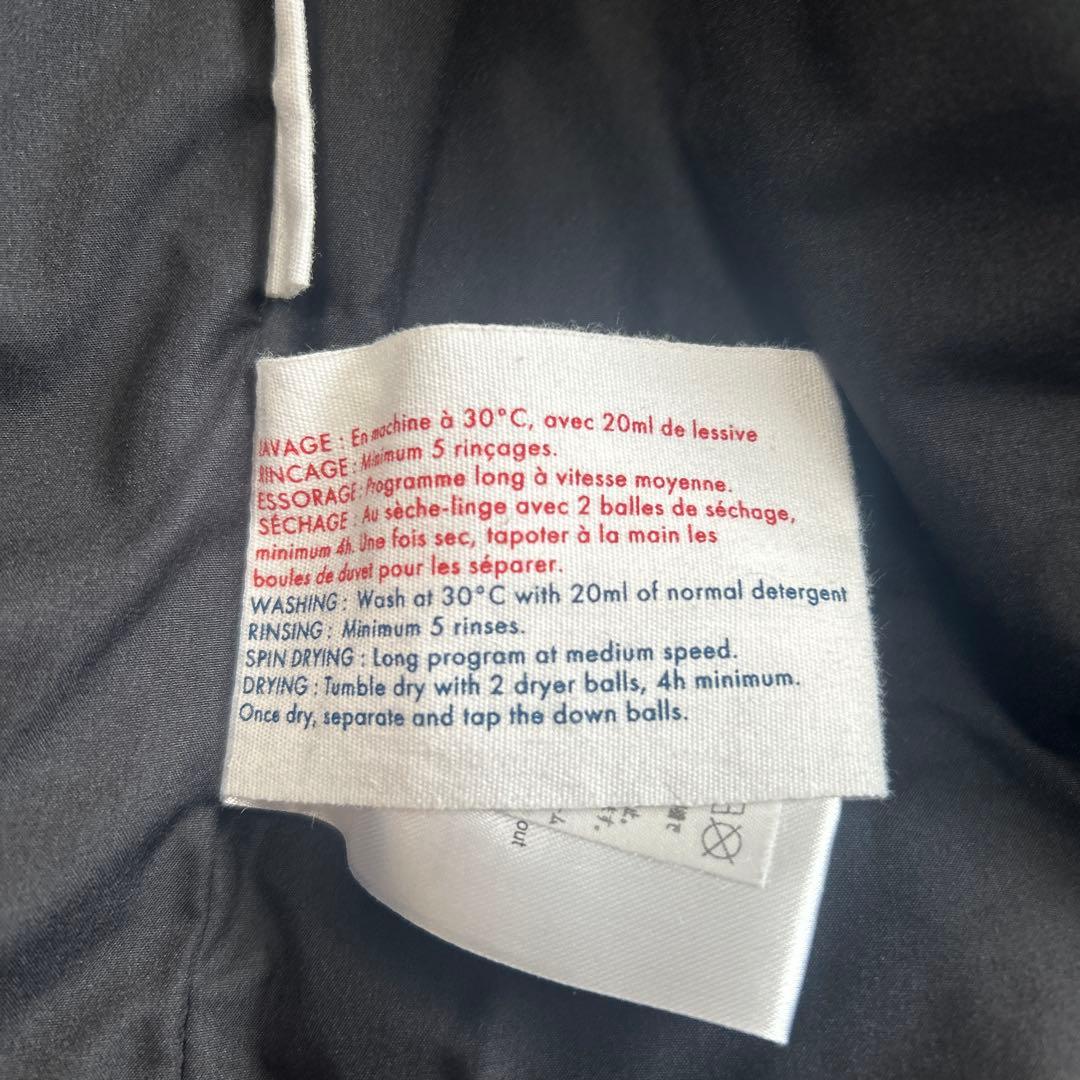 LAVAGE : En machine à 30°C, avec 20ml de lessive
RINCAGE : Minimum 5 rinçages.
ESSORAGE : Programme long à vitesse moyenne.
SÉCHAGE : Au sèche-linge avec 2 balles de séchage,
minimum 4h. Une fois sec, tapoter à la main les
boules de duvet pour les séparer.
WASHING : Wash at 30°C with 20ml of normal detergent
RINSING : Minimum 5 rinses.
SPIN DRYING : Long program at medium speed.
DRYING : Tumble dry with 2 dryer balls, 4h minimum.
Once dry, separate and tap the down balls.
out